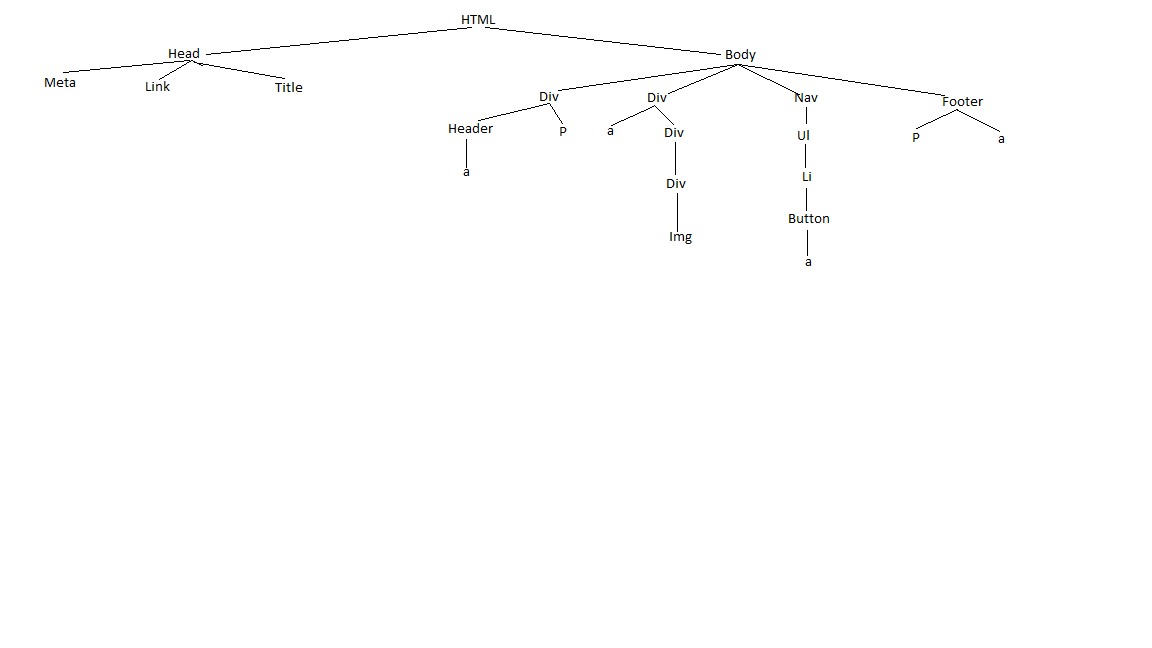 HTML
Head Body
Meta Link Title
Div Div Nav Footer
Header P a Div Ul P a
a Div Li
Img Button
a